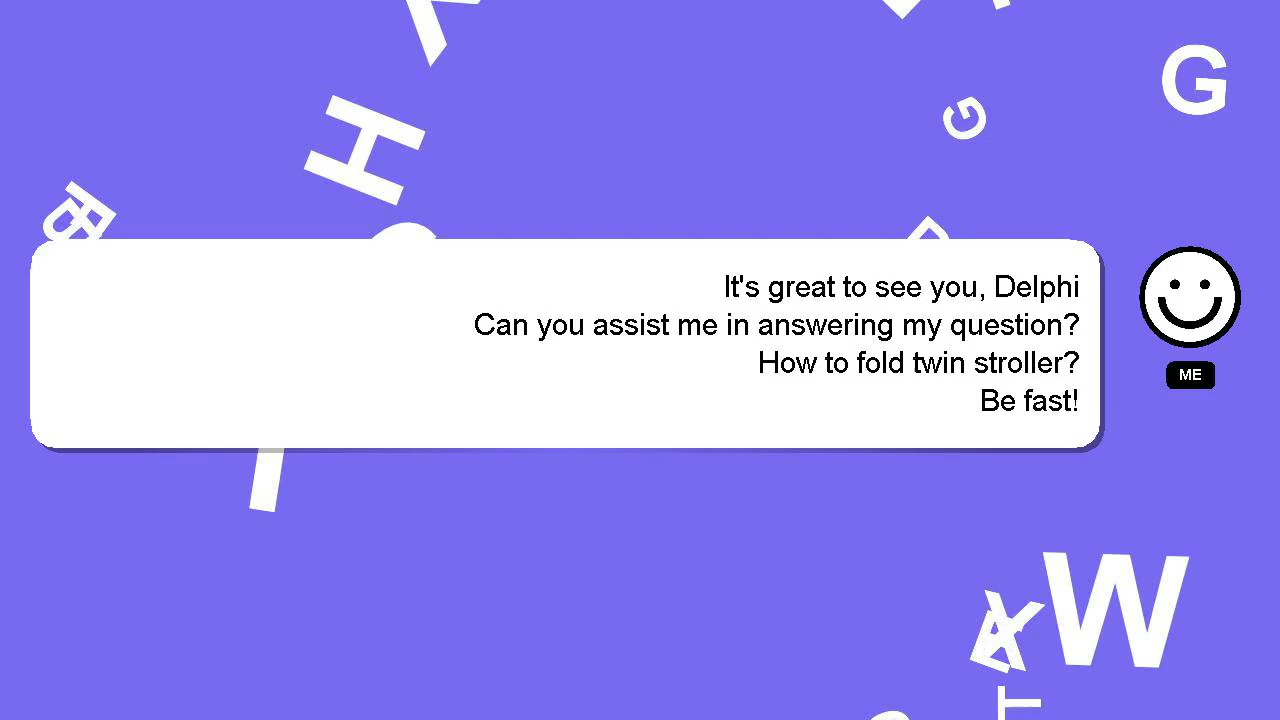 It's great to see you, Delphi
Can you assist me in answering my question?
How to fold twin stroller?
Be fast!
ME
G
G
H
R
W
T